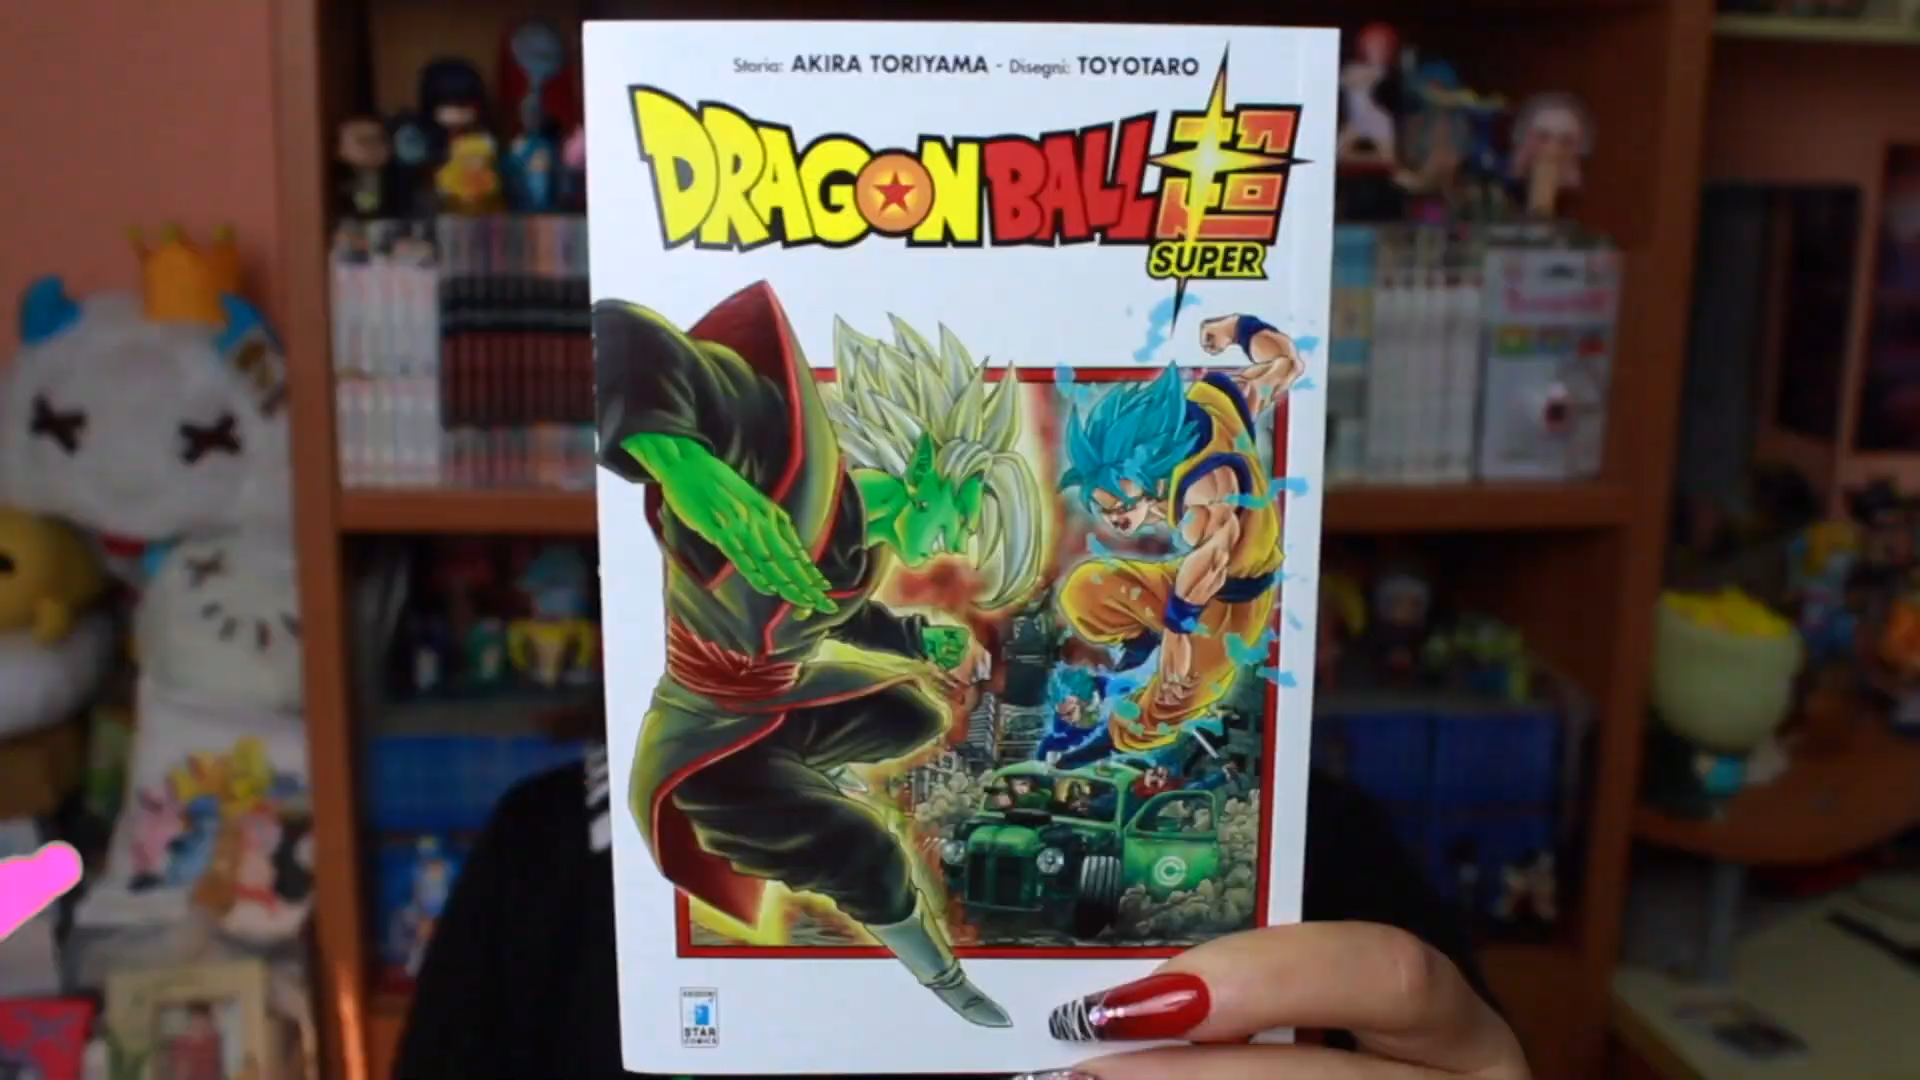 Storia: AKIRA TORIYAMA - Disegni: TOYOTARO
DRAGON BALL 超
SUPER
STAR
COMICS